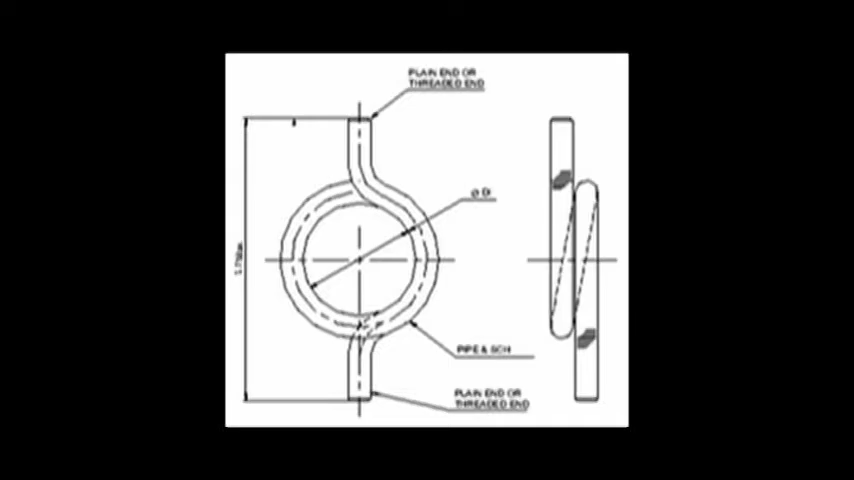 PLAIN END OR
THREADED END
Ø DI
PIPE & SCH
PLAIN END OR
THREADED END